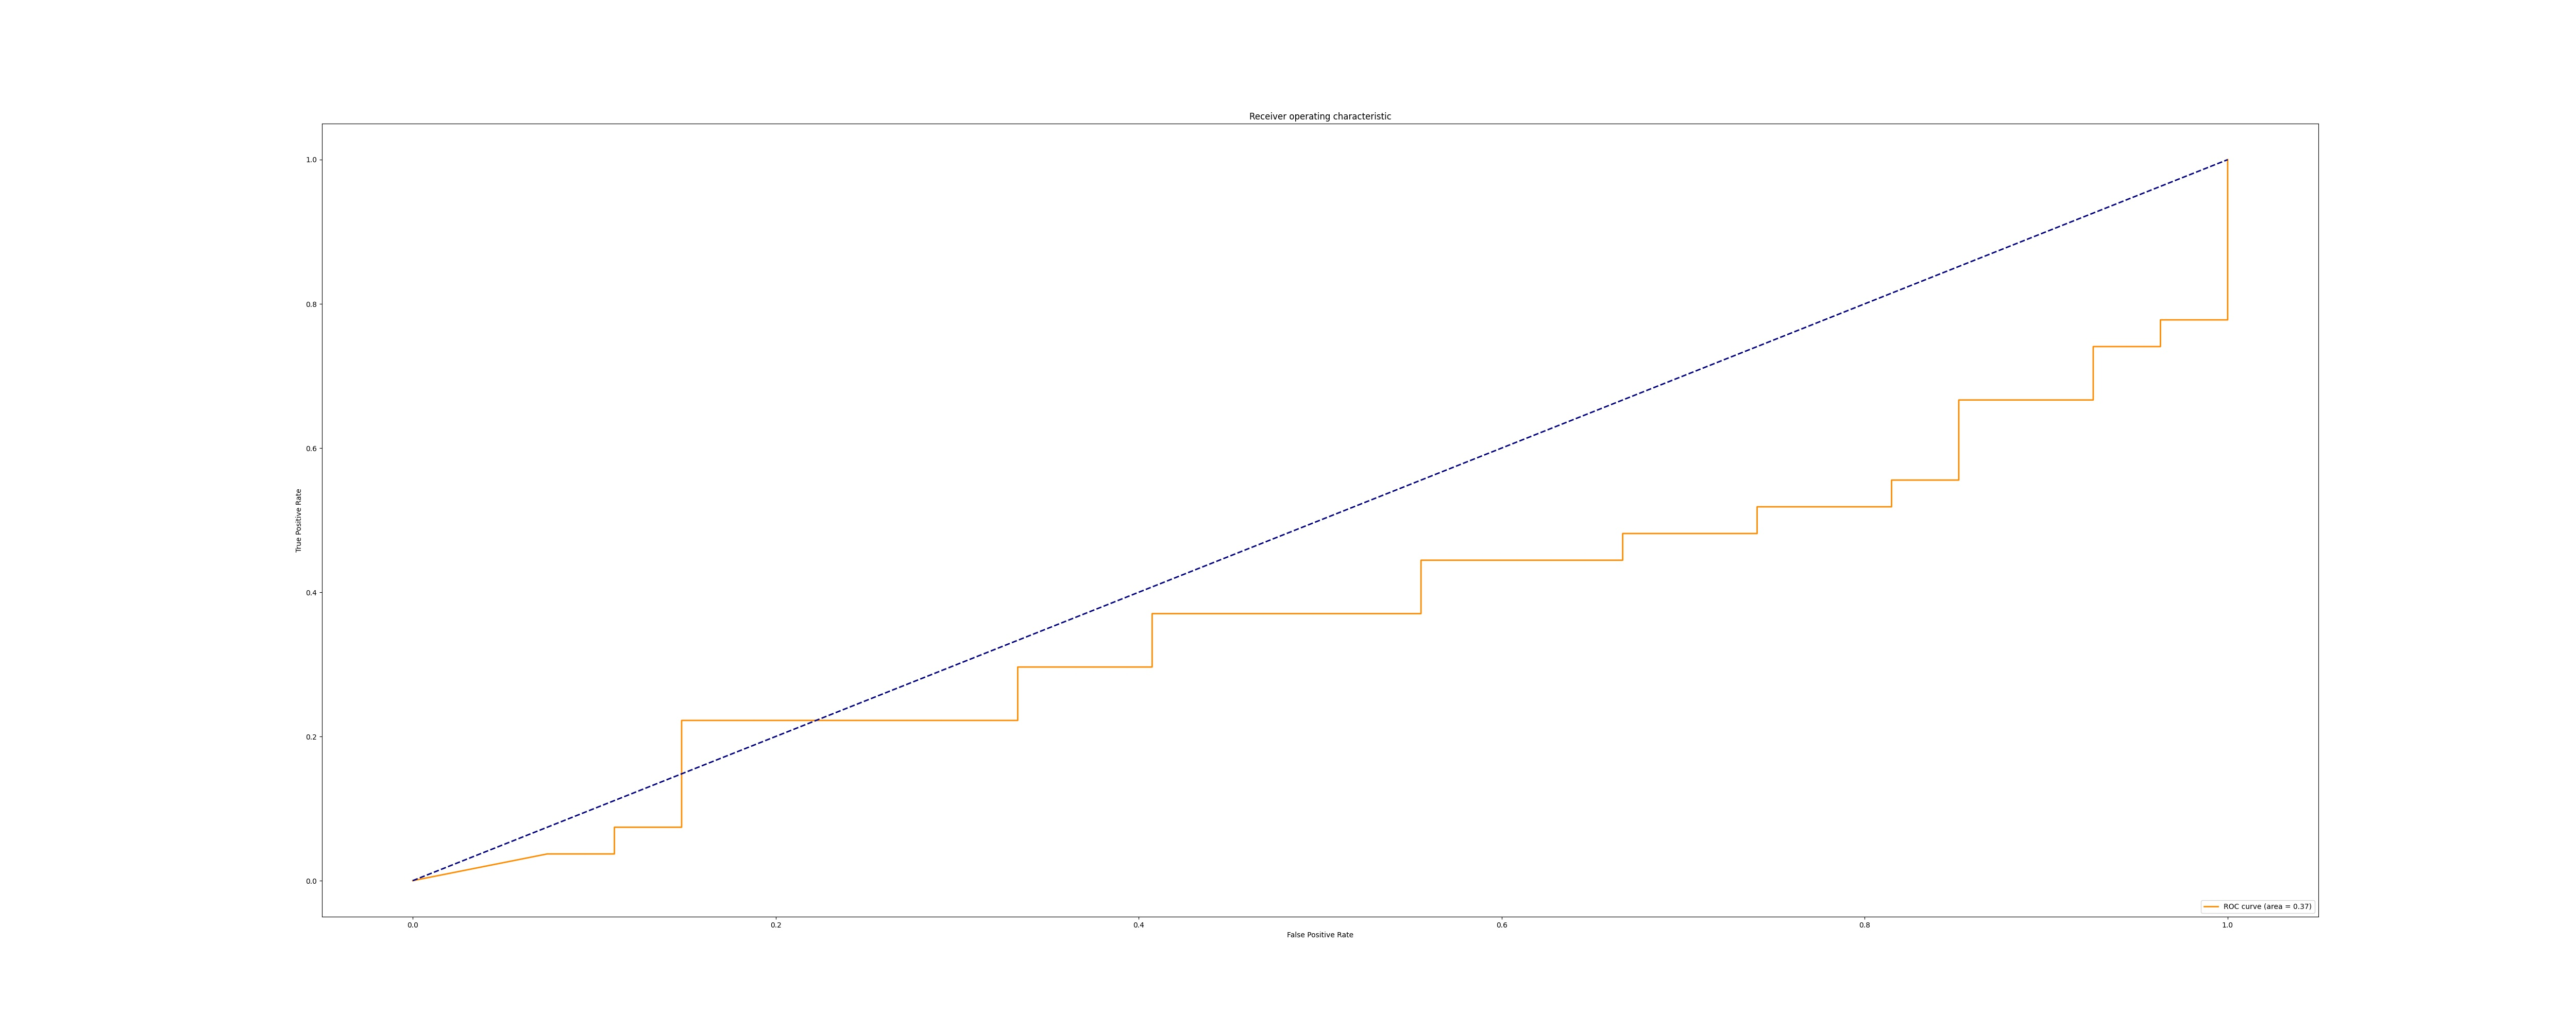 Receiver operating characteristic
1.0
0.8
0.6
0.4
0.2
0.0
True Positive Rate
0.0 0.2 0.4 0.6 0.8 1.0
False Positive Rate
ROC curve (area = 0.37)